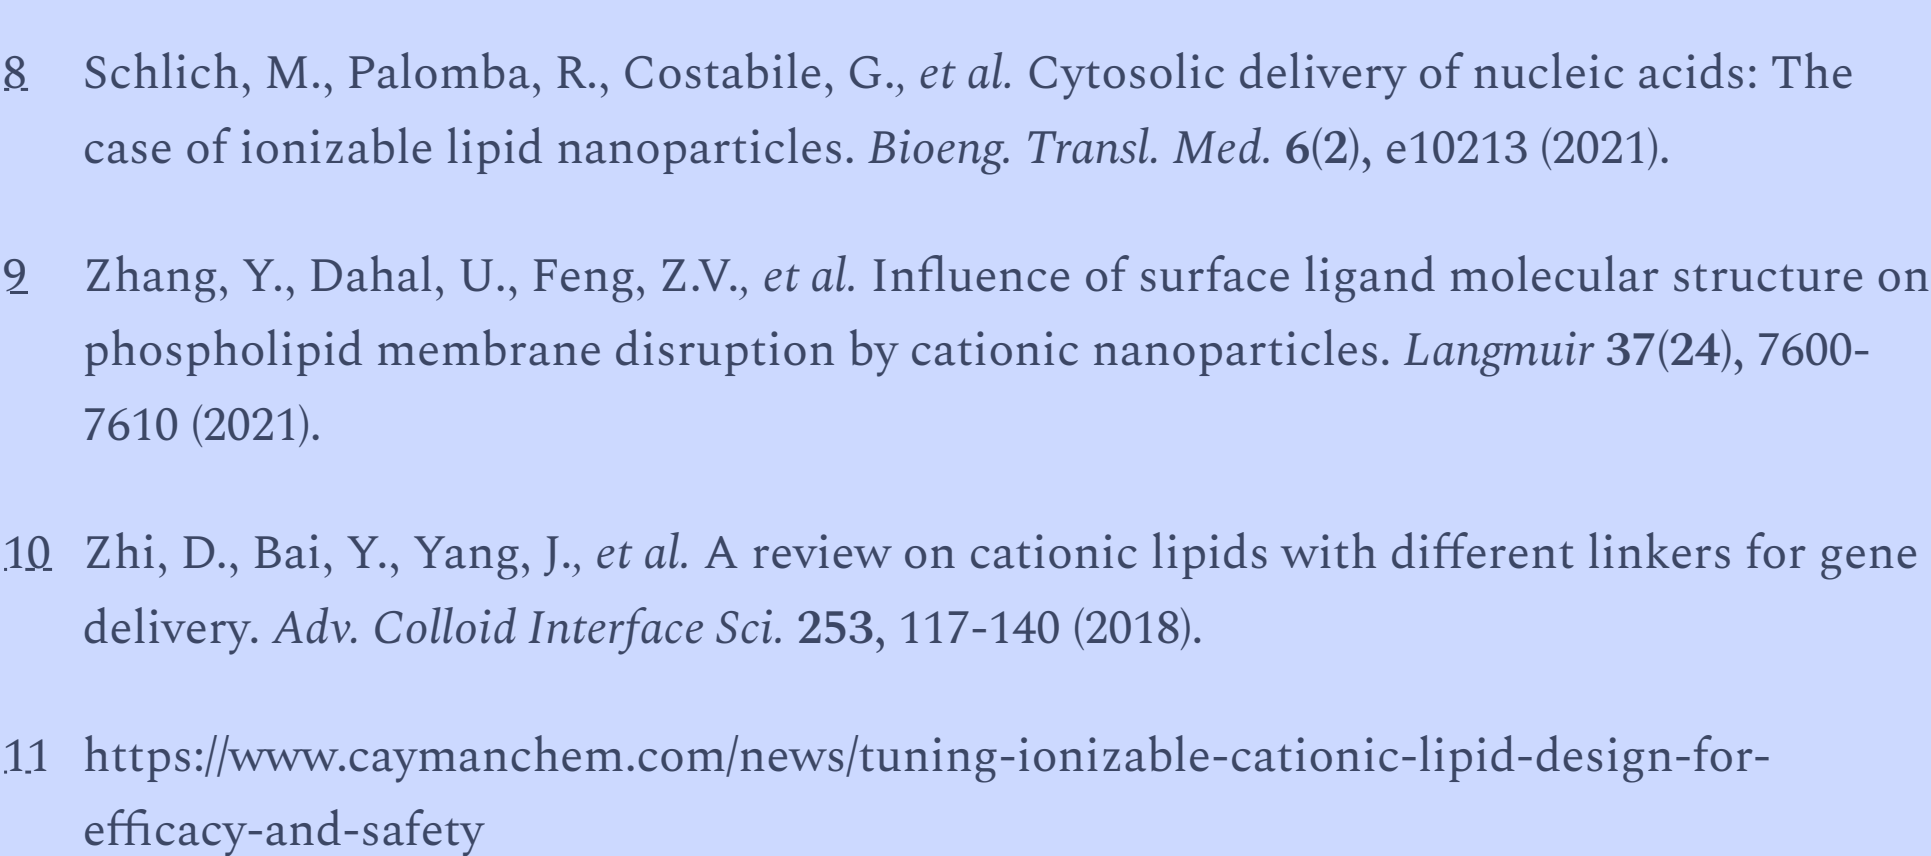 8 Schlich, M., Palomba, R., Costabile, G., et al. Cytosolic delivery of nucleic acids: The
case of ionizable lipid nanoparticles. Bioeng. Transl. Med. 6(2), e10213 (2021).
9 Zhang, Y., Dahal, U., Feng, Z.V., et al. Influence of surface ligand molecular structure on
phospholipid membrane disruption by cationic nanoparticles. Langmuir 37(24), 7600-
7610 (2021).
10 Zhi, D., Bai, Y., Yang, J., et al. A review on cationic lipids with different linkers for gene
delivery. Adv. Colloid Interface Sci. 253, 117-140 (2018).
11 https://www.caymanchem.com/news/tuning-ionizable-cationic-lipid-design-for-
efficacy-and-safety